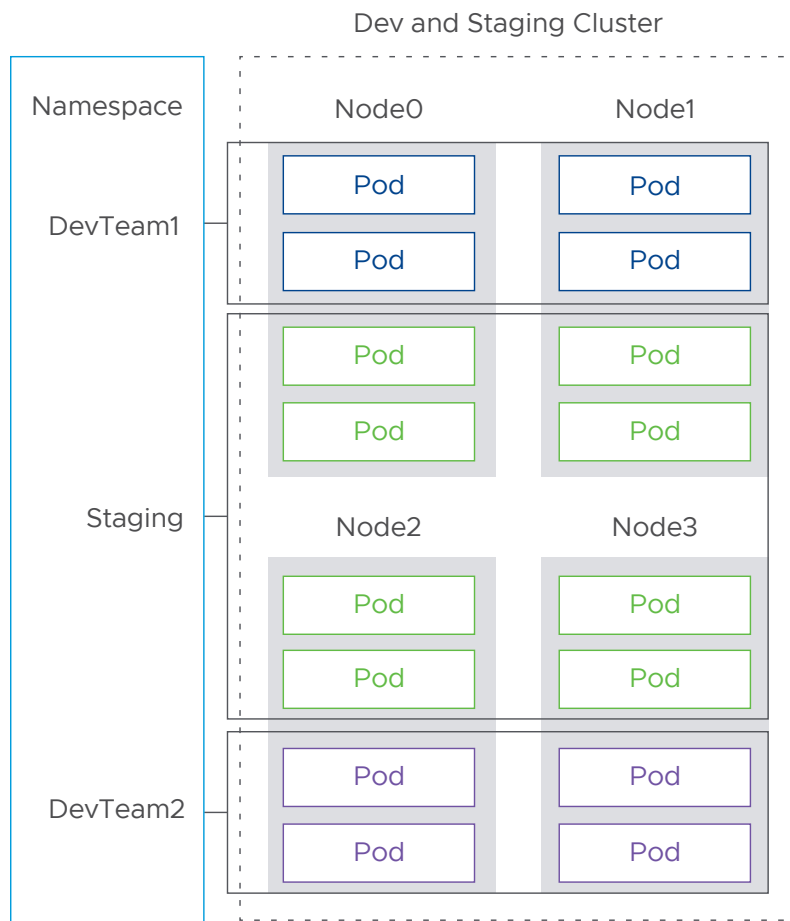 Dev and Staging Cluster
Namespace
Node0
Node1
DevTeam1
Pod
Pod
Pod
Pod
Staging
Pod
Pod
Pod
Pod
Node2
Node3
Pod
Pod
Pod
Pod
DevTeam2
Pod
Pod
Pod
Pod